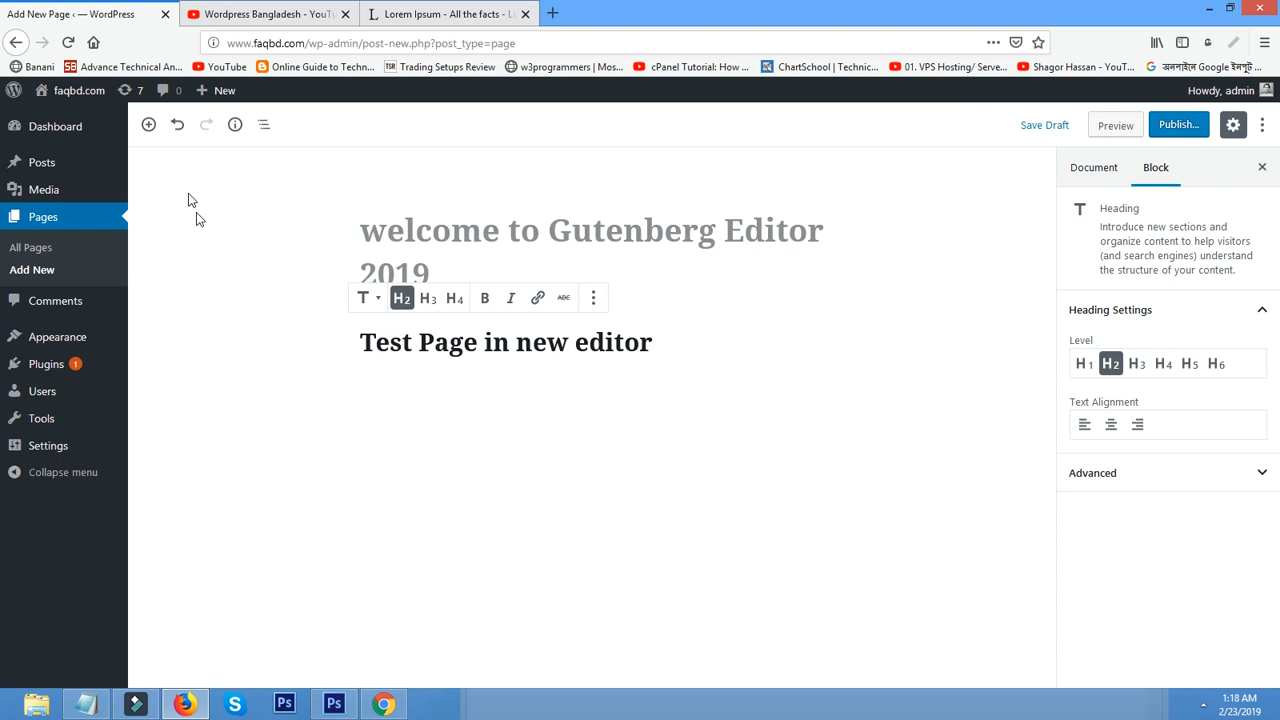 Add New Page ‹ — WordPress
Wordpress Bangladesh - YouTu
Lorem Ipsum - All the facts - Li
www.faqbd.com/wp-admin/post-new.php?post_type=page
Banani
Advance Technical An...
YouTube
Online Guide to Techn...
TSR Trading Setups Review
w3programmers | Mos...
cPanel Tutorial: How ...
ChartSchool | Technic...
01. VPS Hosting/ Serve...
Shagor Hassan - YouT...
অনলাইনে Google ইনপুট ...
faqbd.com
7
0
+ New
Howdy, admin
Dashboard
Posts
Media
Pages
All Pages
Add New
Comments
Appearance
Plugins 1
Users
Tools
Settings
Collapse menu
Save Draft
Preview
Publish...
welcome to Gutenberg Editor
2019
T H2 H3 H4 B I ABC
Test Page in new editor
Document
Block
Heading
Introduce new sections and
organize content to help visitors
(and search engines) understand
the structure of your content.
Heading Settings
Level
H1 H2 H3 H4 H5 H6
Text Alignment
Advanced
Ps
Ps
1:18 AM
2/23/2019